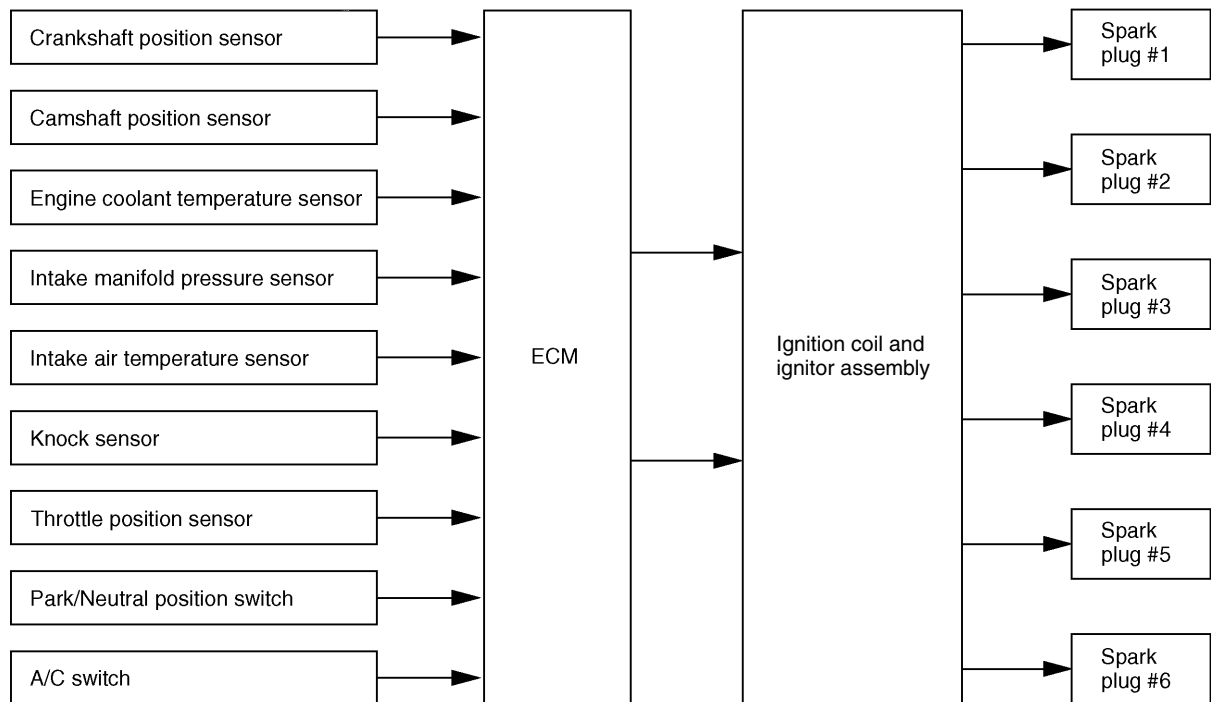 Crankshaft position sensor
Camshaft position sensor
Engine coolant temperature sensor
Intake manifold pressure sensor
Intake air temperature sensor
Knock sensor
Throttle position sensor
Park/Neutral position switch
A/C switch
ECM
Ignition coil and
ignitor assembly
Spark
plug #1
Spark
plug #2
Spark
plug #3
Spark
plug #4
Spark
plug #5
Spark
plug #6